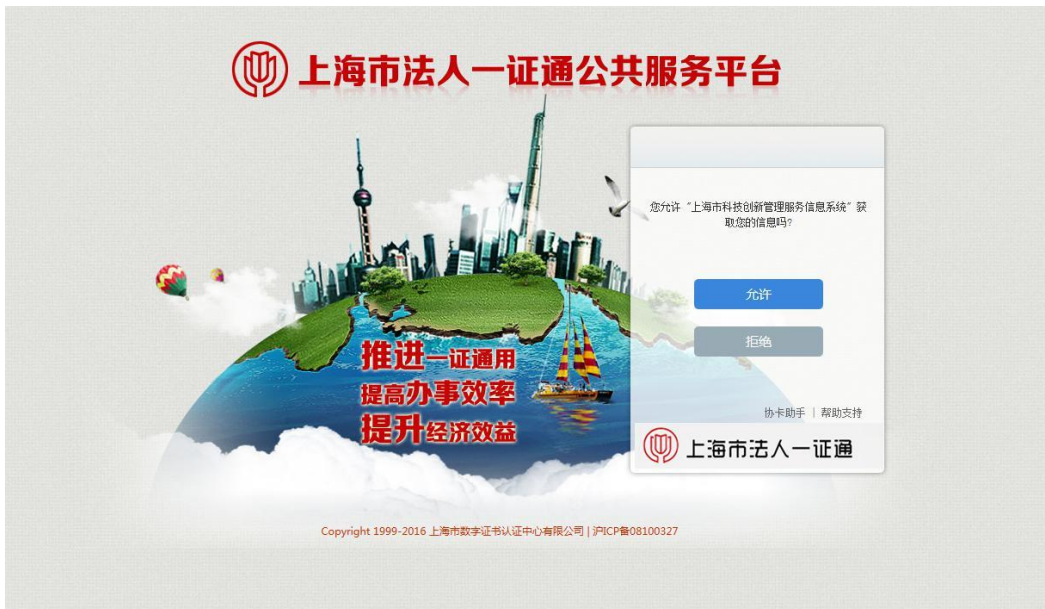 上海市法人一证通公共服务平台
您允许“上海市科技创新管理服务信息系统”获
取您的信息吗?
允许
拒绝
推进一证通用
提高办事效率
提升经济效益
协卡助手 | 帮助支持
上海市法人一证通
Copyright 1999-2016 上海市数字证书认证中心有限公司 | 沪ICP备08100327